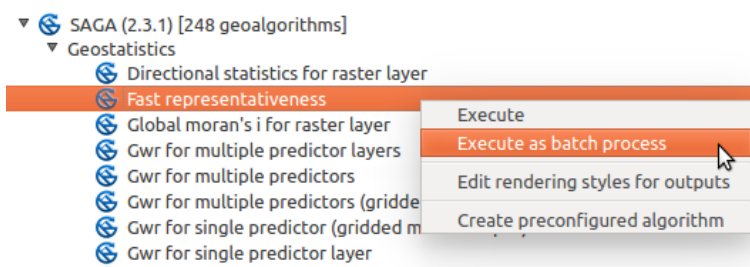 SAGA (2.3.1) [248 geoalgorithms]
Geostatistics
Directional statistics for raster layer
Fast representativeness
Global moran's i for raster layer
Gwr for multiple predictor layers
Gwr for multiple predictors
Gwr for multiple predictors (gridde
Gwr for single predictor (gridded m
Gwr for single predictor layer
Execute
Execute as batch process
Edit rendering styles for outputs
Create preconfigured algorithm